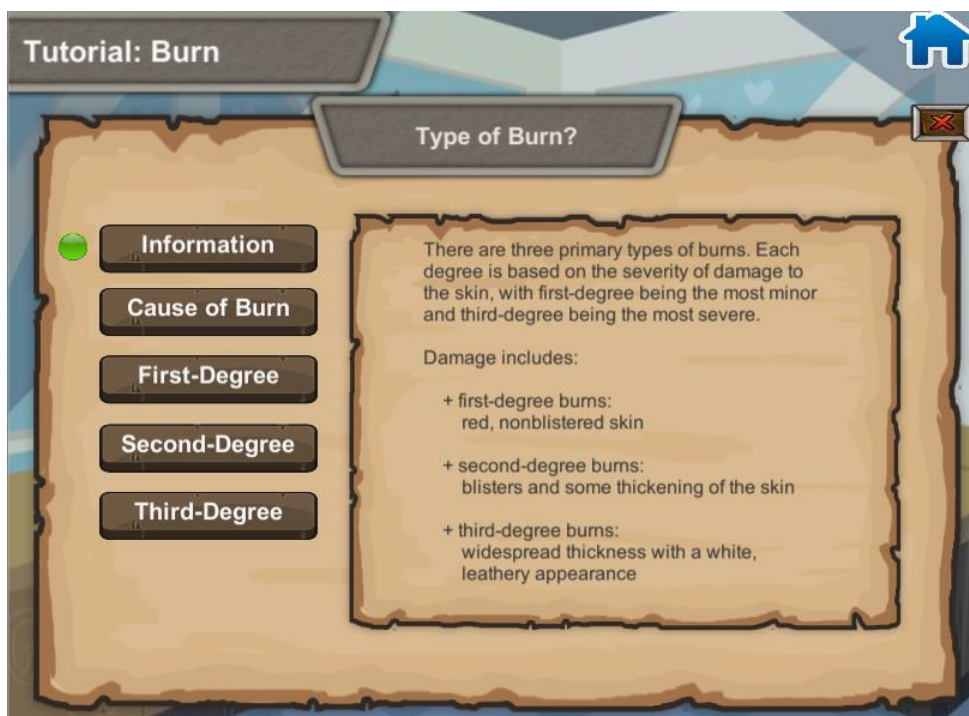 Tutorial: Burn
Type of Burn?
Information
Cause of Burn
First-Degree
Second-Degree
Third-Degree
There are three primary types of burns. Each
degree is based on the severity of damage to
the skin, with first-degree being the most minor
and third-degree being the most severe.
Damage includes:
+ first-degree burns:
red, nonblistered skin
+ second-degree burns:
blisters and some thickening of the skin
+ third-degree burns:
widespread thickness with a white,
leathery appearance